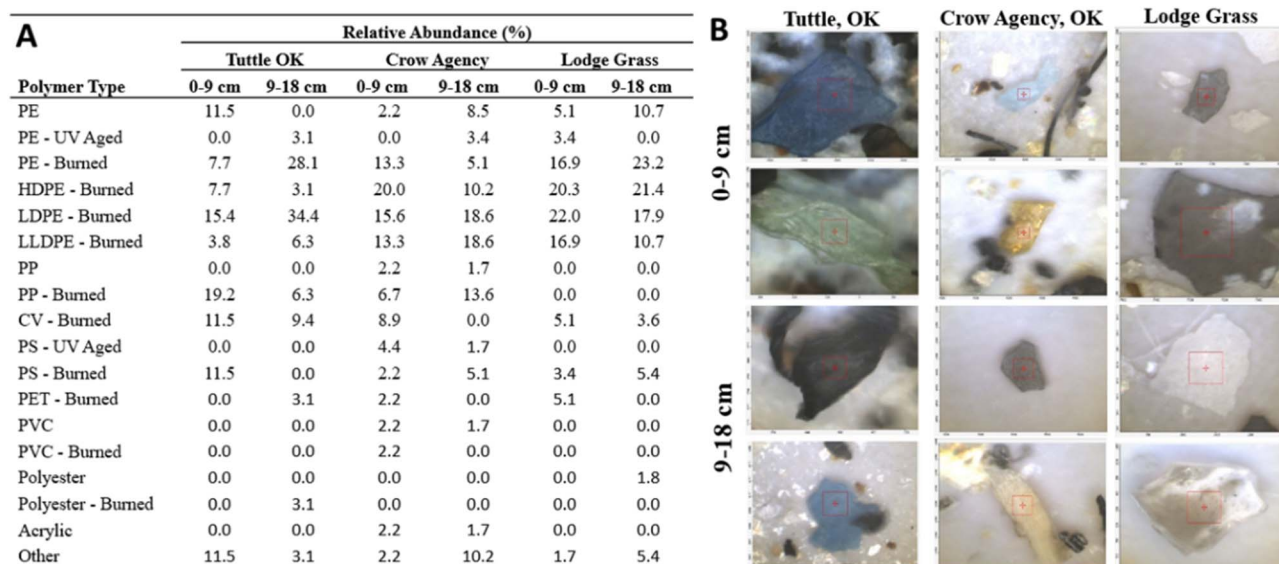 A
Relative Abundance (%)
Tuttle OK Crow Agency Lodge Grass
Polymer Type 0-9 cm 9-18 cm 0-9 cm 9-18 cm 0-9 cm 9-18 cm
PE 11.5 0.0 2.2 8.5 5.1 10.7
PE - UV Aged 0.0 3.1 0.0 3.4 3.4 0.0
PE - Burned 7.7 28.1 13.3 5.1 16.9 23.2
HDPE - Burned 7.7 3.1 20.0 10.2 20.3 21.4
LDPE - Burned 15.4 34.4 15.6 18.6 22.0 17.9
LLDPE - Burned 3.8 6.3 13.3 18.6 16.9 10.7
PP 0.0 0.0 2.2 1.7 0.0 0.0
PP - Burned 19.2 6.3 6.7 13.6 0.0 0.0
CV - Burned 11.5 9.4 8.9 0.0 5.1 3.6
PS - UV Aged 0.0 0.0 4.4 1.7 0.0 0.0
PS - Burned 11.5 0.0 2.2 5.1 3.4 5.4
PET - Burned 0.0 3.1 2.2 0.0 5.1 0.0
PVC 0.0 0.0 2.2 1.7 0.0 0.0
PVC - Burned 0.0 0.0 2.2 0.0 0.0 0.0
Polyester 0.0 0.0 0.0 0.0 0.0 1.8
Polyester - Burned 0.0 3.1 0.0 0.0 0.0 0.0
Acrylic 0.0 0.0 2.2 1.7 0.0 0.0
Other 11.5 3.1 2.2 10.2 1.7 5.4
B
Tuttle, OK Crow Agency, OK Lodge Grass
0-9 cm
9-18 cm